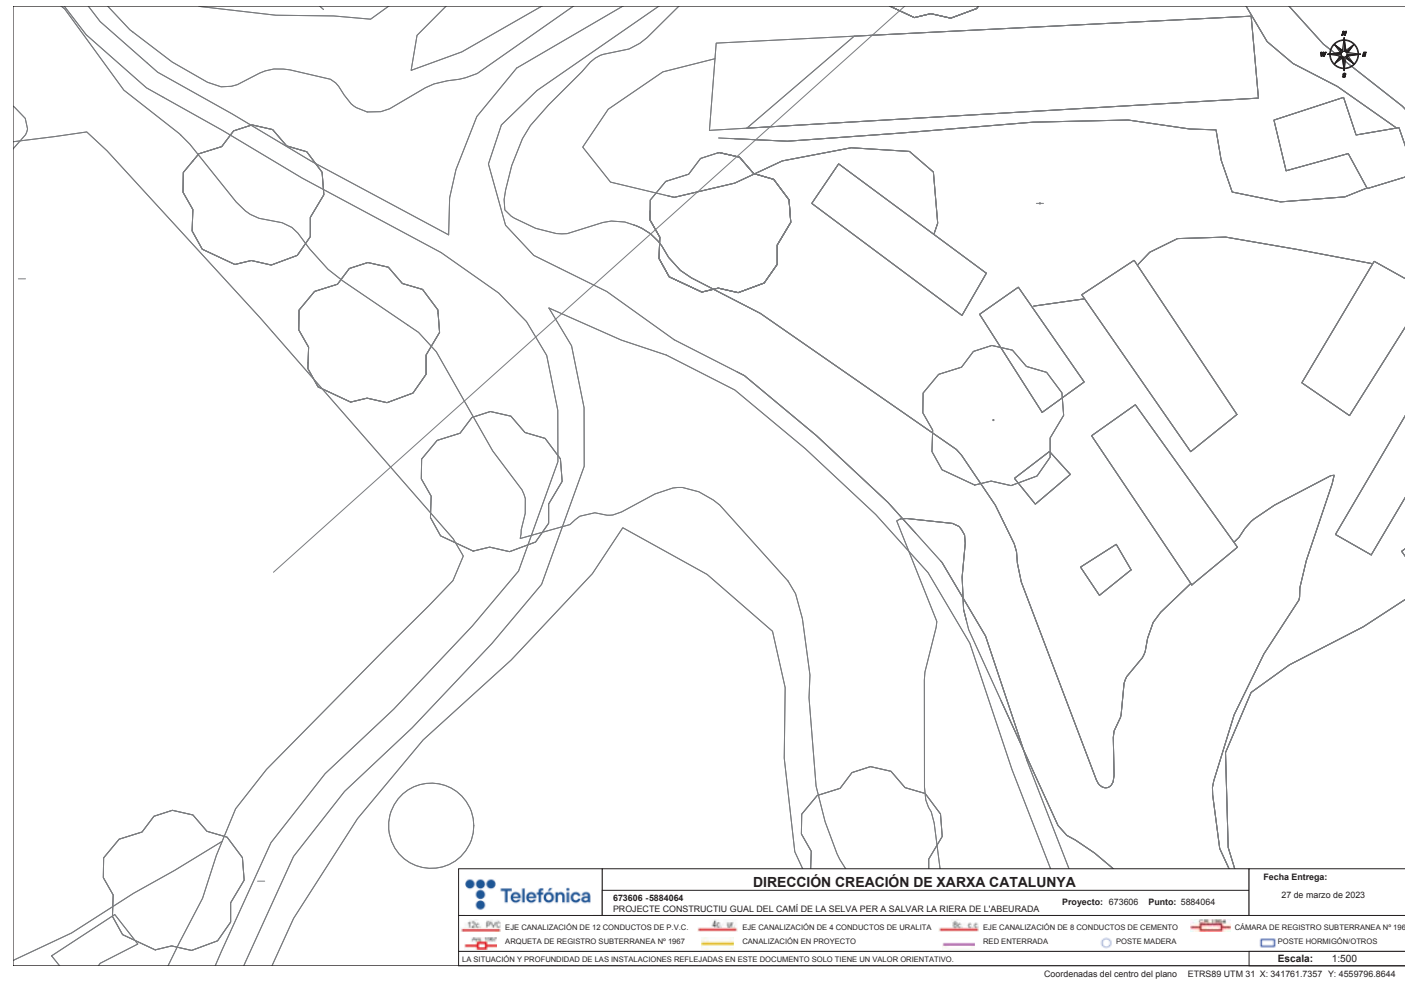 N
W E
S
Telefónica
DIRECCIÓN CREACIÓN DE XARXA CATALUNYA
673606 -5884064
PROJECTE CONSTRUCTIU GUAL DEL CAMÍ DE LA SELVA PER A SALVAR LA RIERA DE L'ABEURADA
Proyecto: 673606 Punto: 5884064
Fecha Entrega:
27 de marzo de 2023
12c. PVC EJE CANALIZACIÓN DE 12 CONDUCTOS DE P.V.C. EJE CANALIZACIÓN DE 4 CONDUCTOS DE URALITA 8c. c.c EJE CANALIZACIÓN DE 8 CONDUCTOS DE CEMENTO CÁMARA DE REGISTRO SUBTERRANEA Nº 196
ARQUETA DE REGISTRO SUBTERRANEA Nº 1967 CANALIZACIÓN EN PROYECTO RED ENTERRADA POSTE MADERA POSTE HORMIGÓN/OTROS
LA SITUACIÓN Y PROFUNDIDAD DE LAS INSTALACIONES REFLEJADAS EN ESTE DOCUMENTO SOLO TIENE UN VALOR ORIENTATIVO.
Escala: 1:500
Coordenadas del centro del plano ETRS89 UTM 31 X: 341761.7357 Y: 4559796.8644